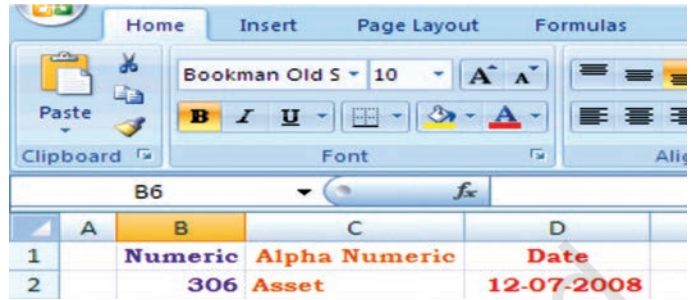 Home Insert Page Layout Formulas
Bookman Old S 10 A A
Paste B I U A
Clipboard Font
B6 fx
A B C D
1 Numeric Alpha Numeric Date
2 306 Asset 12-07-2008